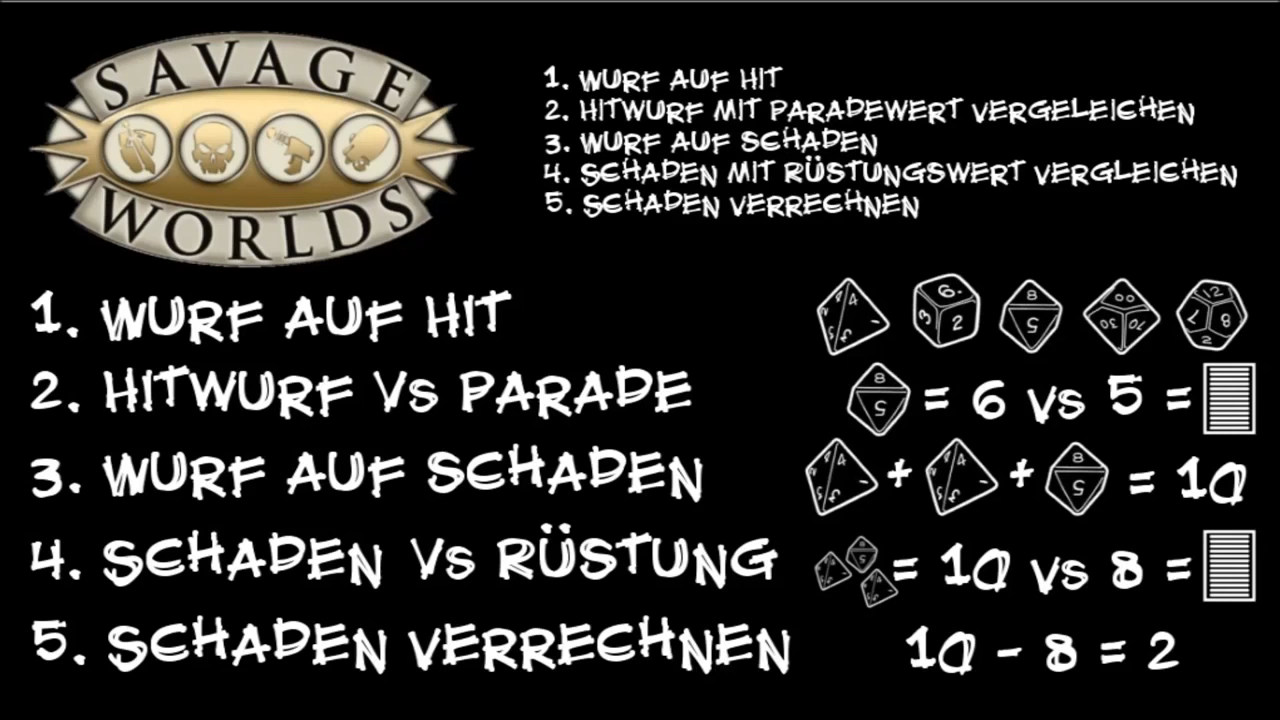 SAVAGE
WORLDS
1. WURF AUF HIT
2. HITWURF MIT PARADEWERT VERGELEICHEN
3. WURF AUF SCHADEN
4. SCHADEN MIT RÜSTUNGSWERT VERGLEICHEN
5. SCHADEN VERRECHNEN
1. WURF AUF HIT
2. HITWURF Vs PARADE = 6 vs 5 =
3. WURF AUF SCHADEN + + = 10
4. SCHADEN Vs RÜSTUNG = 10 vs 8 =
5. SCHADEN VERRECHNEN 10 - 8 = 2